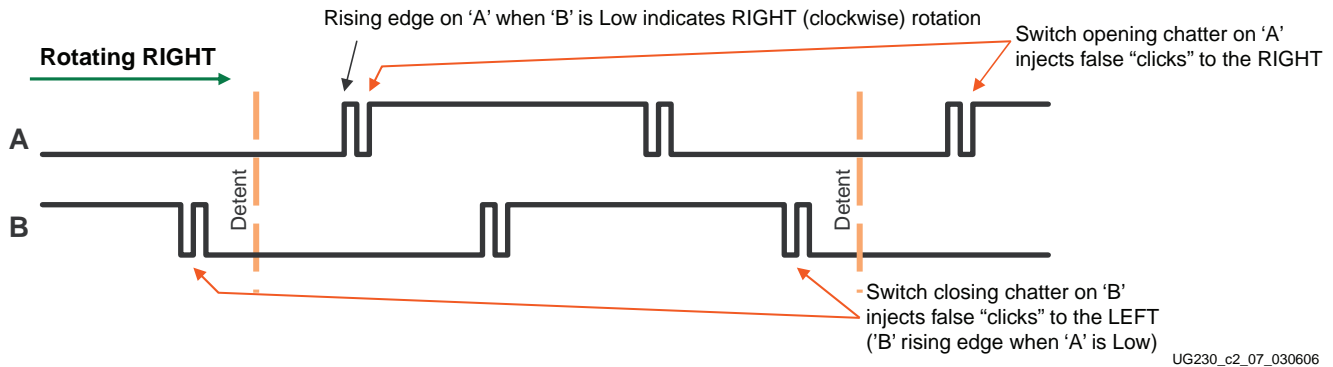 Rising edge on ‘A’ when ‘B’ is Low indicates RIGHT (clockwise) rotation
Switch opening chatter on ‘A’
injects false “clicks” to the RIGHT
Rotating RIGHT
A
Detent
Detent
B
Switch closing chatter on ‘B’
injects false “clicks” to the LEFT
(’B’ rising edge when ‘A’ is Low)
UG230_c2_07_030606